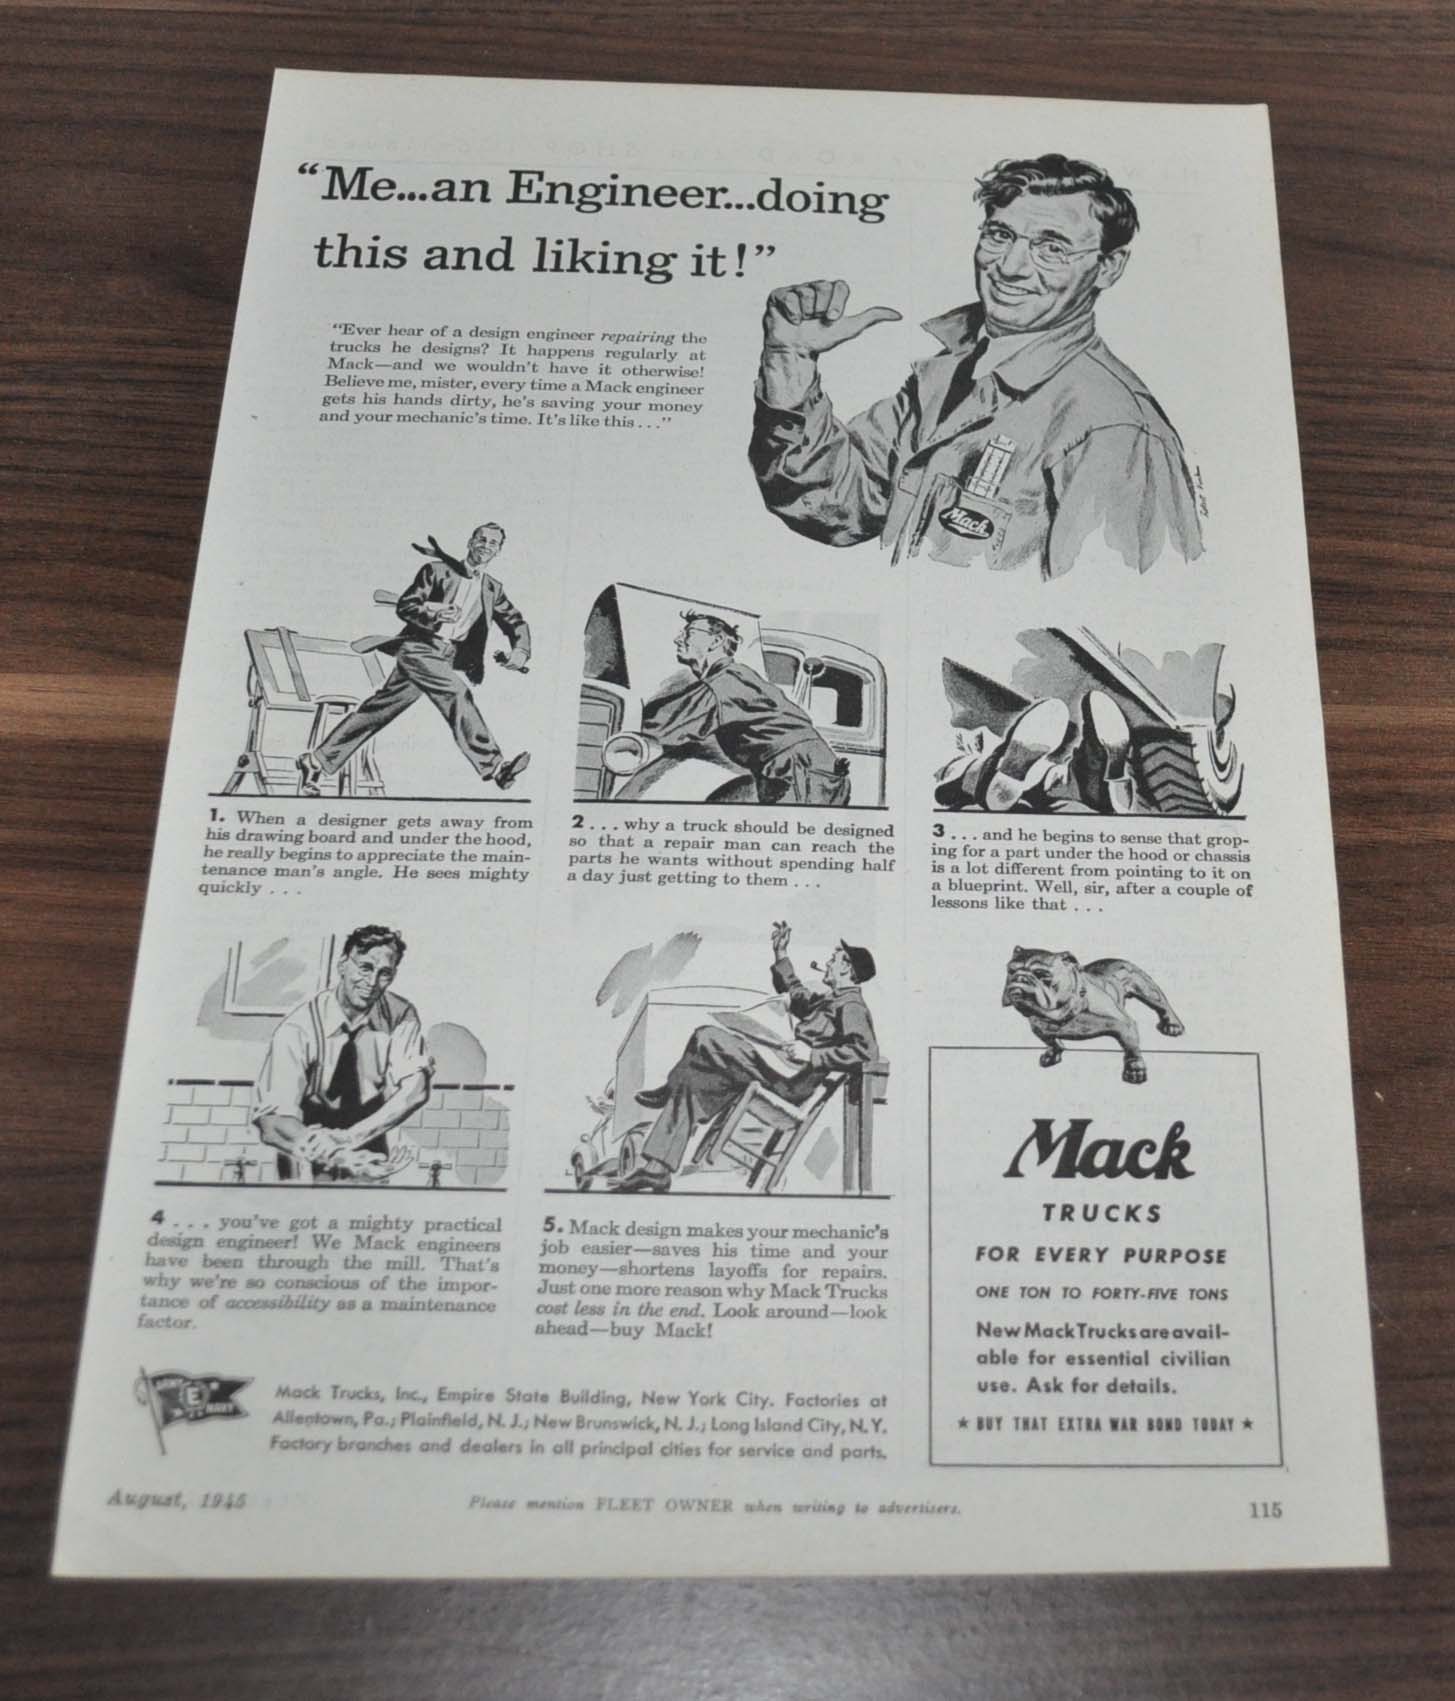 “Me...an Engineer...doing
this and liking it!”
“Ever hear of a design engineer repairing the
trucks he designs? It happens regularly at
Mack—and we wouldn't have it otherwise!
Believe me, mister, every time a Mack engineer
gets his hands dirty, he's saving your money
and your mechanic's time. It's like this . . .”
Mack
1. When a designer gets away from
his drawing board and under the hood,
he really begins to appreciate the main-
tenance man's angle. He sees mighty
quickly . . .
2 . . . why a truck should be designed
so that a repair man can reach the
parts he wants without spending half
a day just getting to them . . .
3 . . . and he begins to sense that grop-
ing for a part under the hood or chassis
is a lot different from pointing to it on
a blueprint. Well, sir, after a couple of
lessons like that . . .
4 . . . you've got a mighty practical
design engineer! We Mack engineers
have been through the mill. That's
why we're so conscious of the impor-
tance of accessibility as a maintenance
factor.
5. Mack design makes your mechanic's
job easier—saves his time and your
money—shortens layoffs for repairs.
Just one more reason why Mack Trucks
cost less in the end. Look around—look
ahead—buy Mack!
Mack
TRUCKS
FOR EVERY PURPOSE
ONE TON TO FORTY-FIVE TONS
New Mack Trucks are avail-
able for essential civilian
use. Ask for details.
★ BUY THAT EXTRA WAR BOND TODAY ★
E
Mack Trucks, Inc., Empire State Building, New York City. Factories at
Allentown, Pa.; Plainfield, N. J.; New Brunswick, N. J.; Long Island City, N. Y.
Factory branches and dealers in all principal cities for service and parts.
August, 1945
Please mention FLEET OWNER when writing to advertisers.
115